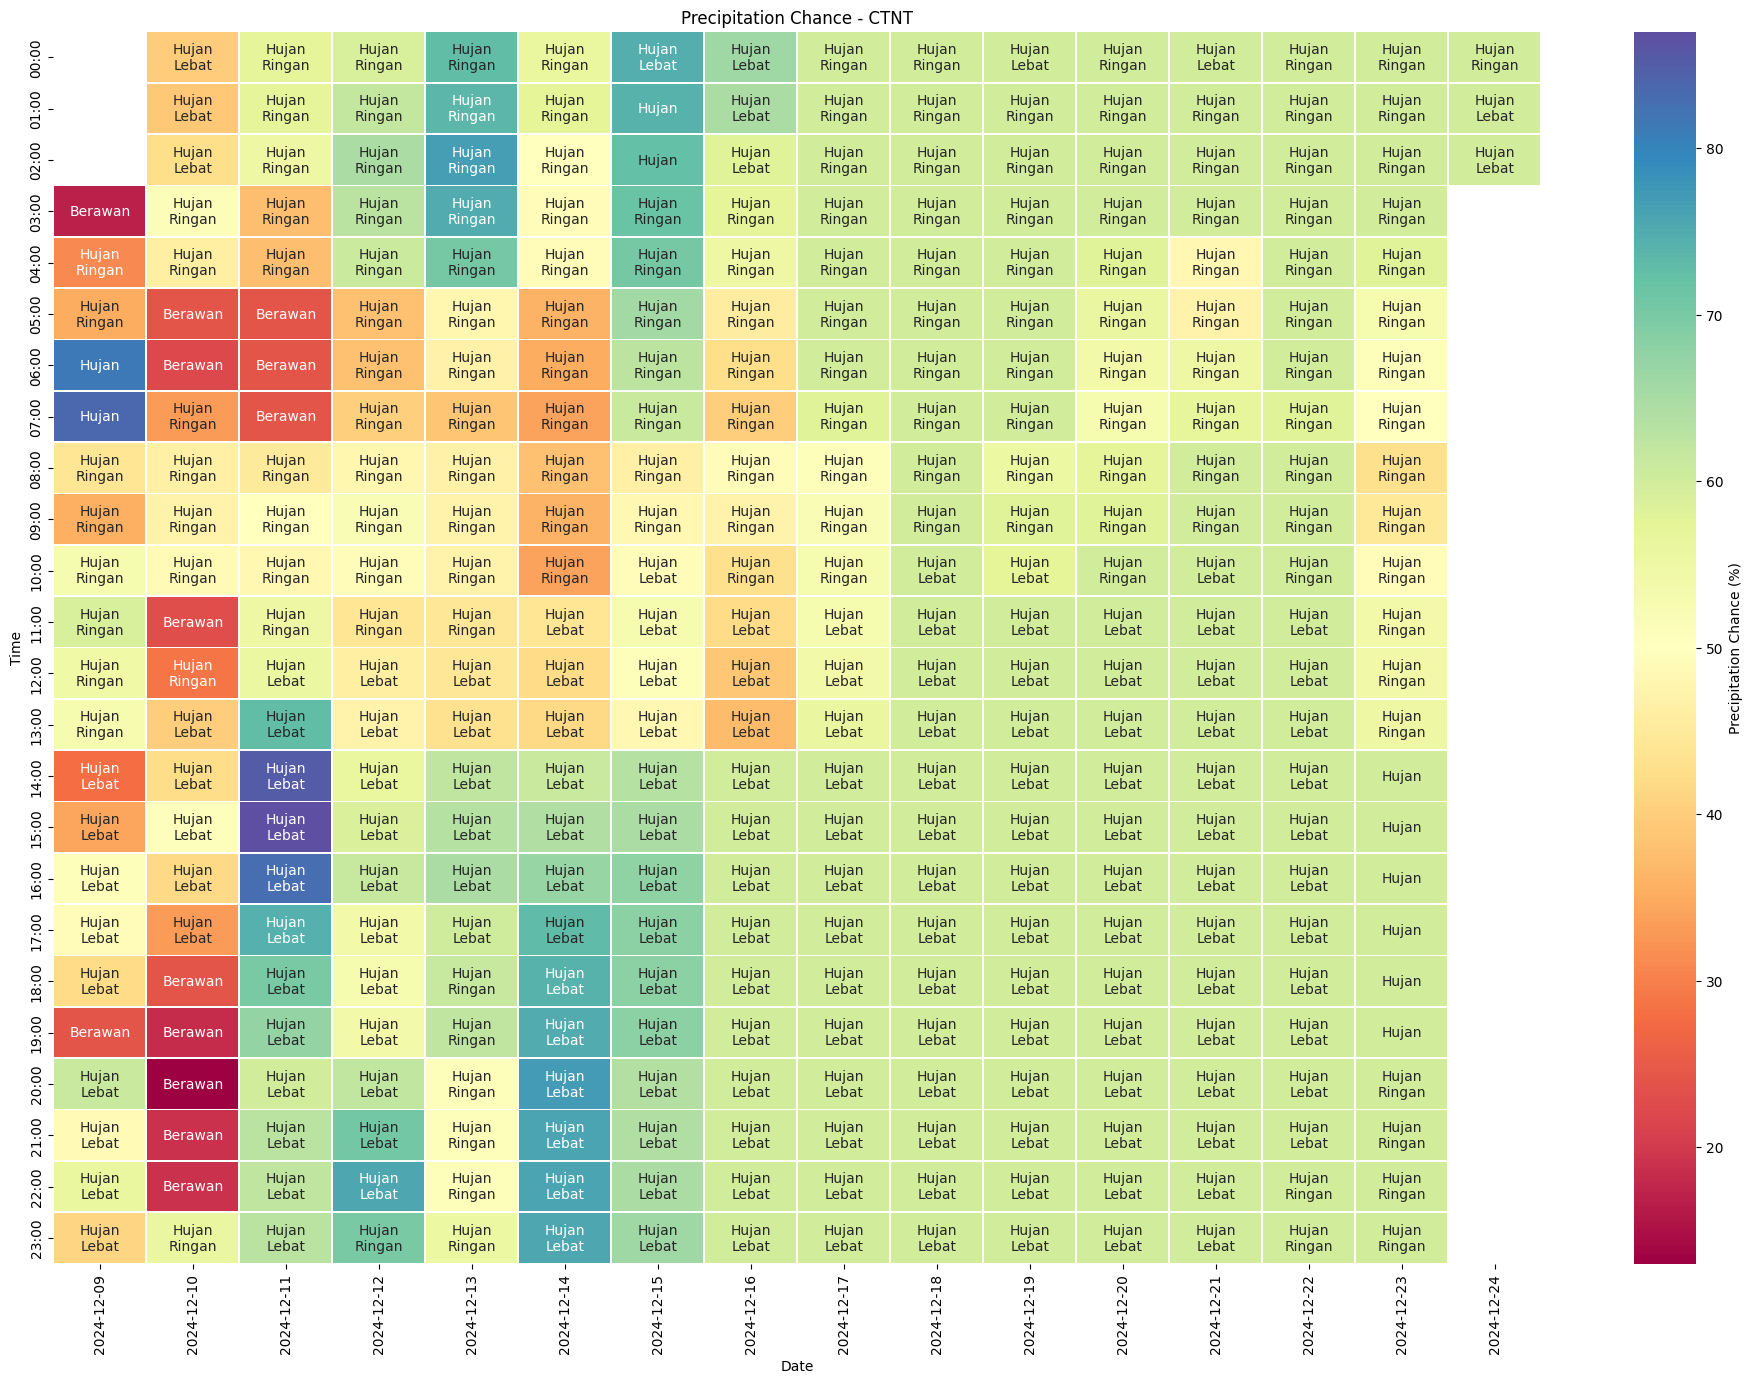 Precipitation Chance - CTNT
00:00 Hujan Lebat Hujan Ringan Hujan Ringan Hujan Ringan Hujan Ringan Hujan Lebat Hujan Lebat Hujan Ringan Hujan Ringan Hujan Lebat Hujan Ringan Hujan Lebat Hujan Ringan Hujan Ringan Hujan Ringan
01:00 Hujan Lebat Hujan Ringan Hujan Ringan Hujan Ringan Hujan Ringan Hujan Hujan Lebat Hujan Ringan Hujan Ringan Hujan Ringan Hujan Ringan Hujan Ringan Hujan Ringan Hujan Ringan Hujan Lebat
02:00 Hujan Lebat Hujan Ringan Hujan Ringan Hujan Ringan Hujan Ringan Hujan Hujan Lebat Hujan Ringan Hujan Ringan Hujan Ringan Hujan Ringan Hujan Ringan Hujan Ringan Hujan Ringan Hujan Lebat
03:00 Berawan Hujan Ringan Hujan Ringan Hujan Ringan Hujan Ringan Hujan Ringan Hujan Ringan Hujan Ringan Hujan Ringan Hujan Ringan Hujan Ringan Hujan Ringan Hujan Ringan Hujan Ringan Hujan Ringan
04:00 Hujan Ringan Hujan Ringan Hujan Ringan Hujan Ringan Hujan Ringan Hujan Ringan Hujan Ringan Hujan Ringan Hujan Ringan Hujan Ringan Hujan Ringan Hujan Ringan Hujan Ringan Hujan Ringan Hujan Ringan
05:00 Hujan Ringan Berawan Berawan Hujan Ringan Hujan Ringan Hujan Ringan Hujan Ringan Hujan Ringan Hujan Ringan Hujan Ringan Hujan Ringan Hujan Ringan Hujan Ringan Hujan Ringan Hujan Ringan
06:00 Hujan Berawan Berawan Hujan Ringan Hujan Ringan Hujan Ringan Hujan Ringan Hujan Ringan Hujan Ringan Hujan Ringan Hujan Ringan Hujan Ringan Hujan Ringan Hujan Ringan Hujan Ringan
07:00 Hujan Hujan Ringan Berawan Hujan Ringan Hujan Ringan Hujan Ringan Hujan Ringan Hujan Ringan Hujan Ringan Hujan Ringan Hujan Ringan Hujan Ringan Hujan Ringan Hujan Ringan Hujan Ringan
08:00 Hujan Ringan Hujan Ringan Hujan Ringan Hujan Ringan Hujan Ringan Hujan Ringan Hujan Ringan Hujan Ringan Hujan Ringan Hujan Ringan Hujan Ringan Hujan Ringan Hujan Ringan Hujan Ringan Hujan Ringan
09:00 Hujan Ringan Hujan Ringan Hujan Ringan Hujan Ringan Hujan Ringan Hujan Ringan Hujan Ringan Hujan Ringan Hujan Ringan Hujan Ringan Hujan Ringan Hujan Ringan Hujan Ringan Hujan Ringan Hujan Ringan
10:00 Hujan Ringan Hujan Ringan Hujan Ringan Hujan Ringan Hujan Ringan Hujan Ringan Hujan Lebat Hujan Ringan Hujan Ringan Hujan Lebat Hujan Lebat Hujan Ringan Hujan Lebat Hujan Ringan Hujan Ringan
11:00 Hujan Ringan Berawan Hujan Ringan Hujan Ringan Hujan Ringan Hujan Lebat Hujan Lebat Hujan Lebat Hujan Lebat Hujan Lebat Hujan Lebat Hujan Lebat Hujan Lebat Hujan Lebat Hujan Ringan
12:00 Hujan Ringan Hujan Ringan Hujan Lebat Hujan Lebat Hujan Lebat Hujan Lebat Hujan Lebat Hujan Lebat Hujan Lebat Hujan Lebat Hujan Lebat Hujan Lebat Hujan Lebat Hujan Lebat Hujan Ringan
13:00 Hujan Ringan Hujan Lebat Hujan Lebat Hujan Lebat Hujan Lebat Hujan Lebat Hujan Lebat Hujan Lebat Hujan Lebat Hujan Lebat Hujan Lebat Hujan Lebat Hujan Lebat Hujan Lebat Hujan Ringan
14:00 Hujan Lebat Hujan Lebat Hujan Lebat Hujan Lebat Hujan Lebat Hujan Lebat Hujan Lebat Hujan Lebat Hujan Lebat Hujan Lebat Hujan Lebat Hujan Lebat Hujan Lebat Hujan Lebat Hujan
15:00 Hujan Lebat Hujan Lebat Hujan Lebat Hujan Lebat Hujan Lebat Hujan Lebat Hujan Lebat Hujan Lebat Hujan Lebat Hujan Lebat Hujan Lebat Hujan Lebat Hujan Lebat Hujan Lebat Hujan
16:00 Hujan Lebat Hujan Lebat Hujan Lebat Hujan Lebat Hujan Lebat Hujan Lebat Hujan Lebat Hujan Lebat Hujan Lebat Hujan Lebat Hujan Lebat Hujan Lebat Hujan Lebat Hujan Lebat Hujan
17:00 Hujan Lebat Hujan Lebat Hujan Lebat Hujan Lebat Hujan Lebat Hujan Lebat Hujan Lebat Hujan Lebat Hujan Lebat Hujan Lebat Hujan Lebat Hujan Lebat Hujan Lebat Hujan Lebat Hujan
18:00 Hujan Lebat Berawan Hujan Lebat Hujan Lebat Hujan Ringan Hujan Lebat Hujan Lebat Hujan Lebat Hujan Lebat Hujan Lebat Hujan Lebat Hujan Lebat Hujan Lebat Hujan Lebat Hujan
19:00 Berawan Berawan Hujan Lebat Hujan Lebat Hujan Ringan Hujan Lebat Hujan Lebat Hujan Lebat Hujan Lebat Hujan Lebat Hujan Lebat Hujan Lebat Hujan Lebat Hujan Lebat Hujan
20:00 Hujan Lebat Berawan Hujan Lebat Hujan Lebat Hujan Ringan Hujan Lebat Hujan Lebat Hujan Lebat Hujan Lebat Hujan Lebat Hujan Lebat Hujan Lebat Hujan Lebat Hujan Lebat Hujan Ringan
21:00 Hujan Lebat Berawan Hujan Lebat Hujan Lebat Hujan Ringan Hujan Lebat Hujan Lebat Hujan Lebat Hujan Lebat Hujan Lebat Hujan Lebat Hujan Lebat Hujan Lebat Hujan Lebat Hujan Ringan
22:00 Hujan Lebat Berawan Hujan Lebat Hujan Lebat Hujan Ringan Hujan Lebat Hujan Lebat Hujan Lebat Hujan Lebat Hujan Lebat Hujan Lebat Hujan Lebat Hujan Lebat Hujan Ringan Hujan Ringan
23:00 Hujan Lebat Hujan Ringan Hujan Lebat Hujan Ringan Hujan Ringan Hujan Lebat Hujan Lebat Hujan Lebat Hujan Lebat Hujan Lebat Hujan Lebat Hujan Lebat Hujan Lebat Hujan Ringan Hujan Ringan
Time
2024-12-09 2024-12-10 2024-12-11 2024-12-12 2024-12-13 2024-12-14 2024-12-15 2024-12-16 2024-12-17 2024-12-18 2024-12-19 2024-12-20 2024-12-21 2024-12-22 2024-12-23 2024-12-24
Date
80
70
60
50
40
30
20
Precipitation Chance (%)